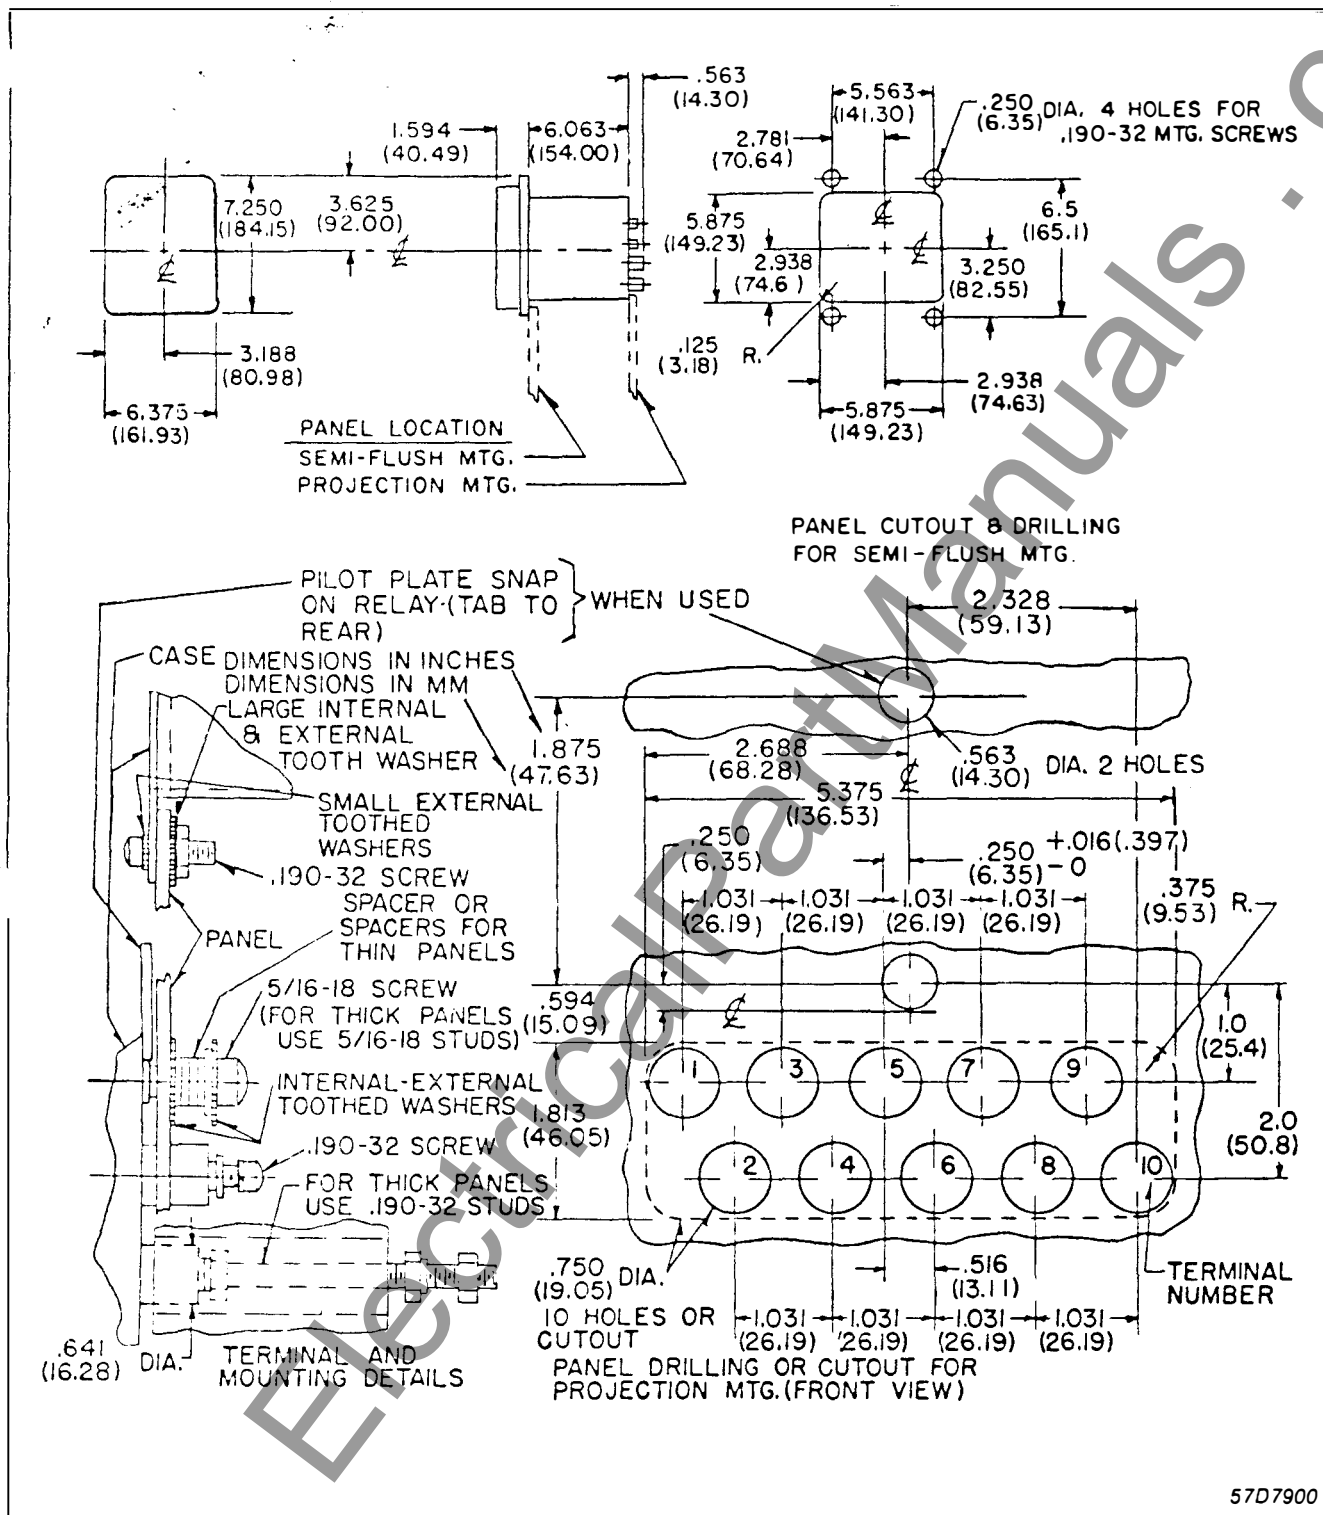 .563
(14.30)
1.594
(40.49)
6.063
(154.00)
5.563
(141.30)
2.781
(70.64)
.250 DIA. 4 HOLES FOR
(6.35) .190-32 MTG. SCREWS
7.250
(184.15)
3.625
(92.00)
℄
℄
5.875
(149.23)
2.938
(74.6 )
℄
℄
6.5
(165.1)
3.250
(82.55)
.125 R.
(3.18)
3.188
(80.98)
6.375
(161.93)
2.938
(74.63)
5.875
(149.23)
PANEL LOCATION
SEMI-FLUSH MTG.
PROJECTION MTG.
PANEL CUTOUT & DRILLING
FOR SEMI-FLUSH MTG.
PILOT PLATE SNAP
ON RELAY-(TAB TO
REAR)
WHEN USED
2.328
(59.13)
CASE
DIMENSIONS IN INCHES
DIMENSIONS IN MM
LARGE INTERNAL
& EXTERNAL
TOOTH WASHER
1.875
(47.63)
2.688
(68.28)
℄
.563 DIA. 2 HOLES
(14.30)
5.375
(136.53)
SMALL EXTERNAL
TOOTHED
WASHERS
.250
(6.35)
.250 +.016(.397)
(6.35) -0
.190-32 SCREW
SPACER OR
SPACERS FOR
THIN PANELS
PANEL
1.031 1.031 1.031 1.031
(26.19) (26.19) (26.19) (26.19)
.375 R.
(9.53)
5/16-18 SCREW
(FOR THICK PANELS
USE 5/16-18 STUDS)
.594
(15.09)
℄
1.0
(25.4)
1 3 5 7 9
INTERNAL-EXTERNAL
TOOTHED WASHERS
1.813
(46.05)
2.0
(50.8)
.190-32 SCREW
2 4 6 8 10
FOR THICK PANELS
USE .190-32 STUDS
.750 DIA.
(19.05)
10 HOLES OR
CUTOUT
.516
(13.11)
TERMINAL
NUMBER
1.031 1.031 1.031 1.031
(26.19) (26.19) (26.19) (26.19)
.641 DIA.
(16.28)
TERMINAL AND
MOUNTING DETAILS
PANEL DRILLING OR CUTOUT FOR
PROJECTION MTG.(FRONT VIEW)
57D7900
ElectricalPartManuals . c